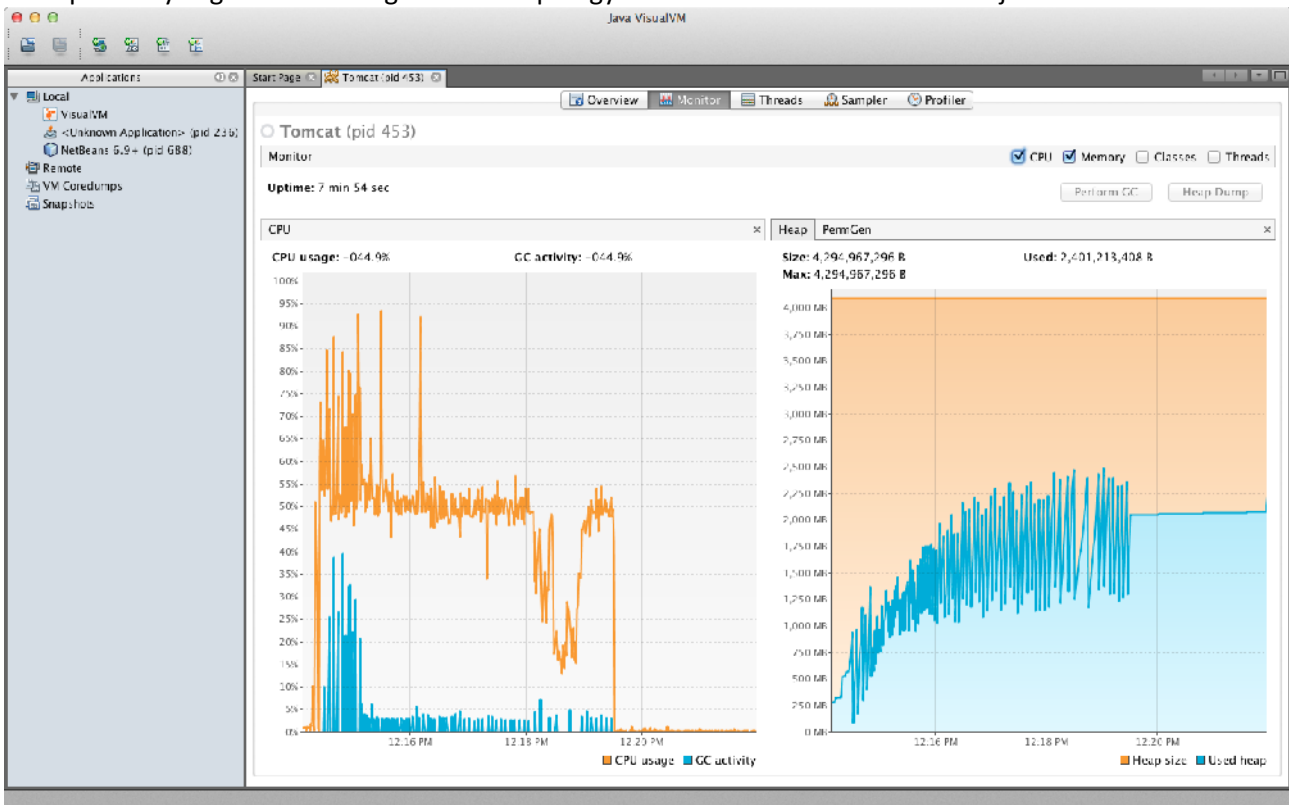 Java VisualVM
Applications
Start Page
Tomcat (pid 453)
Local
VisualVM
<Unknown Application> (pid 236)
NetBeans 6.9+ (pid 688)
Remote
VM Coredumps
Snapshots
Overview
Monitor
Threads
Sampler
Profiler
Tomcat (pid 453)
Monitor
CPU
Memory
Classes
Threads
Uptime: 7 min 54 sec
Perform GC
Heap Dump
CPU
CPU usage: -044.9%
GC activity: -044.9%
100%
95%
90%
85%
80%
75%
70%
65%
60%
55%
50%
45%
40%
35%
30%
25%
20%
15%
10%
5%
0%
12:16 PM
12:18 PM
12:20 PM
CPU usage
GC activity
Heap
PermGen
Size: 4,294,967,296 B
Used: 2,401,213,408 B
Max: 4,294,967,296 B
4,000 MB
3,750 MB
3,500 MB
3,250 MB
3,000 MB
2,750 MB
2,500 MB
2,250 MB
2,000 MB
1,750 MB
1,500 MB
1,250 MB
1,000 MB
750 MB
500 MB
250 MB
0 MB
12:16 PM
12:18 PM
12:20 PM
Heap size
Used heap